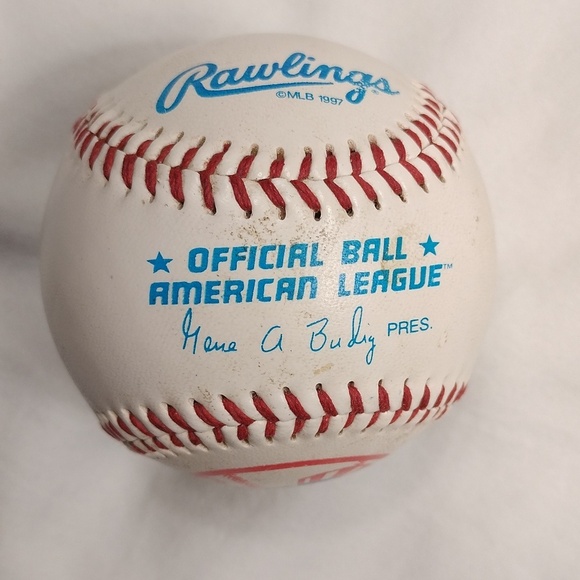 Rawlings®
©MLB 1997
★ OFFICIAL BALL ★
AMERICAN LEAGUE™
Gene A Budig PRES.